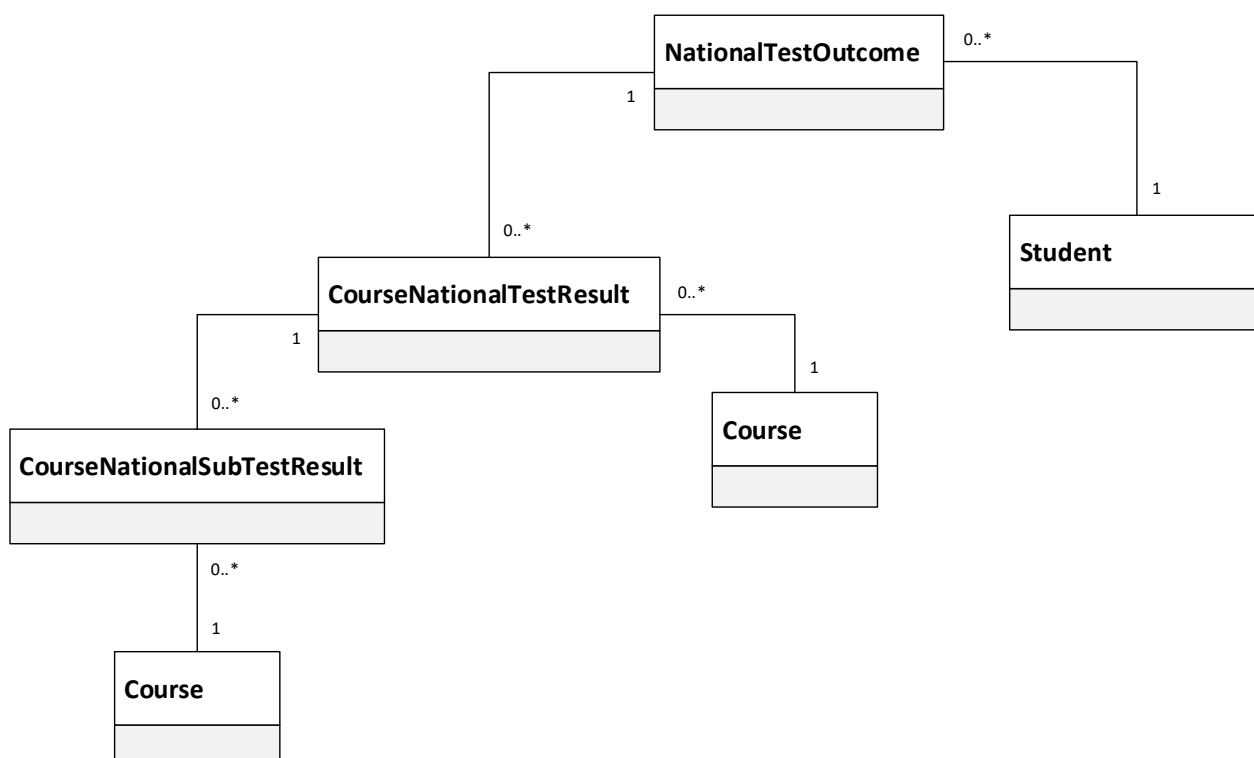 NationalTestOutcome
0..*
1
1
0..*
Student
CourseNationalTestResult
0..*
1
1
0..*
Course
CourseNationalSubTestResult
0..*
1
Course